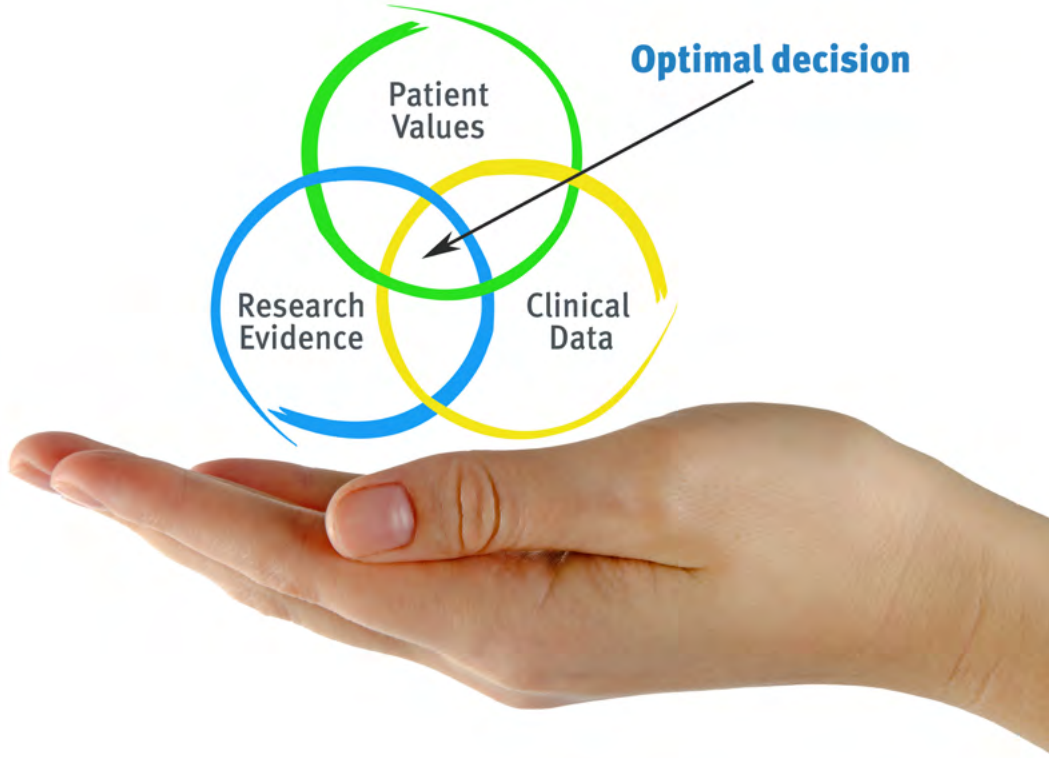 Optimal decision
Patient
Values
Research
Evidence
Clinical
Data